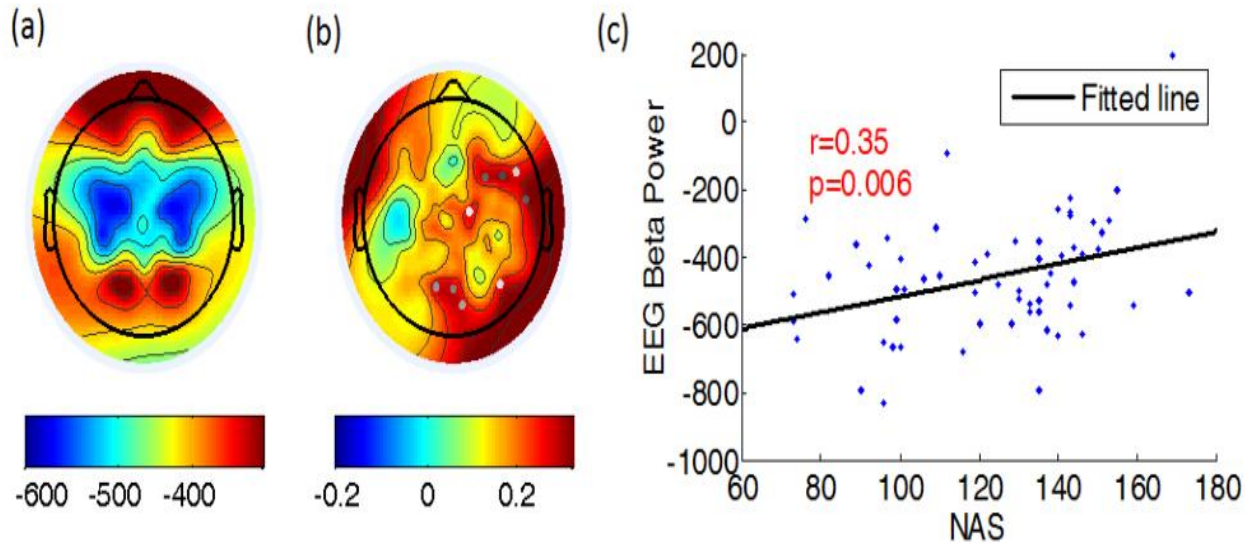 (a)
(b)
(c)
-600 -500 -400
-0.2 0 0.2
EEG Beta Power
200
0
-200
-400
-600
-800
-1000
Fitted line
r=0.35
p=0.006
60 80 100 120 140 160 180
NAS